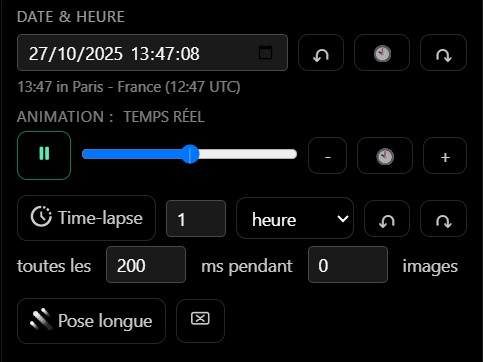 DATE & HEURE
27/10/2025 13:47:08
13:47 in Paris - France (12:47 UTC)
ANIMATION : TEMPS RÉEL
- +
Time-lapse 1 heure
toutes les 200 ms pendant 0 images
Pose longue